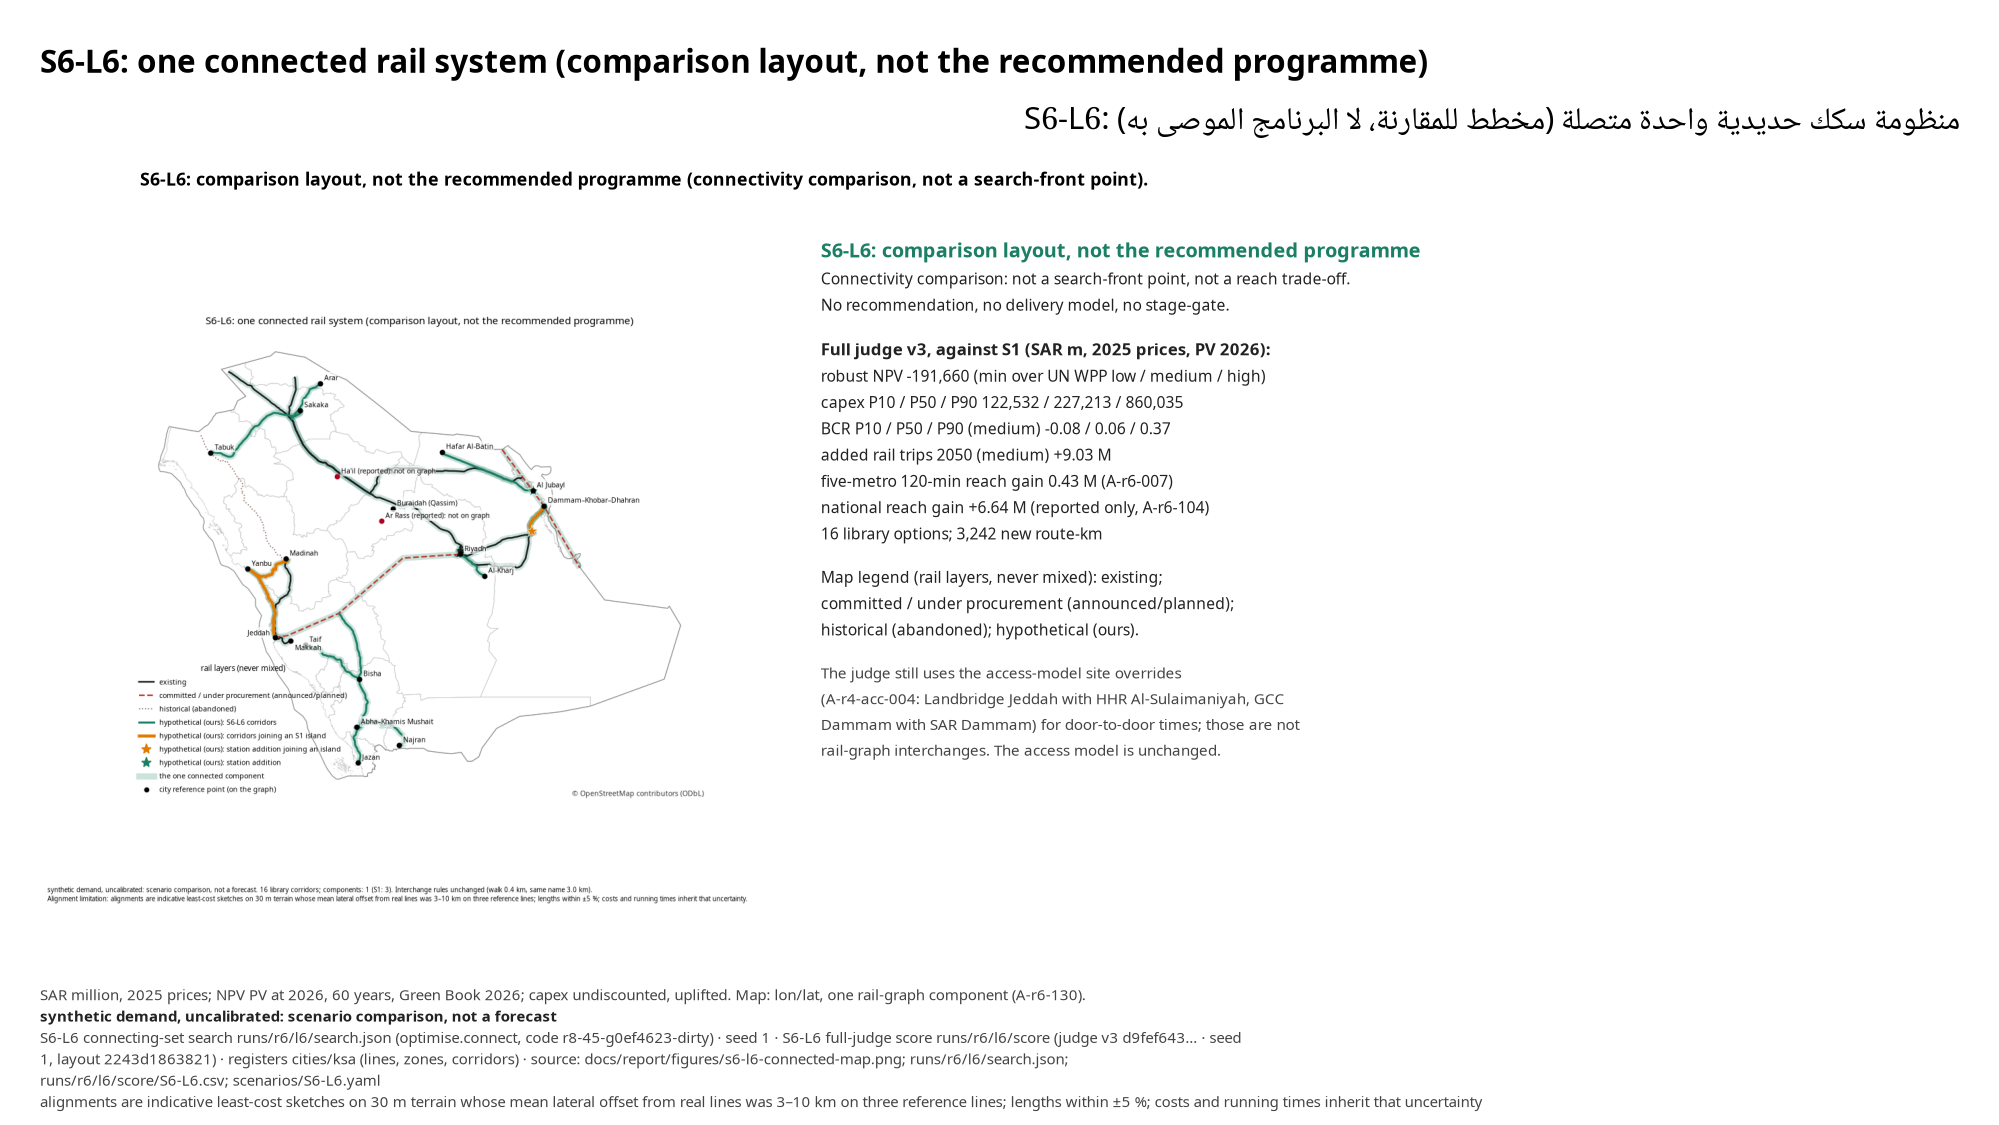 S6-L6: one connected rail system (comparison layout, not the recommended programme)
S6-L6: منظومة سكك حديدية واحدة متصلة (مخطط للمقارنة، لا البرنامج الموصى به)
S6-L6: comparison layout, not the recommended programme (connectivity comparison, not a search-front point).
S6-L6: one connected rail system (comparison layout, not the recommended programme)
Arar
Sakaka
Tabuk
Hafar Al-Batin
Ha'il (reported): not on graph
Al Jubayl
Dammam–Khobar–Dhahran
Buraidah (Qassim)
Ar Rass (reported): not on graph
Riyadh
Madinah
Yanbu
Al-Kharj
Jeddah
Taif
Makkah
Bisha
Abha–Khamis Mushait
Najran
Jazan
rail layers (never mixed)
existing
committed / under procurement (announced/planned)
historical (abandoned)
hypothetical (ours): S6-L6 corridors
hypothetical (ours): corridors joining an S1 island
hypothetical (ours): station addition joining an island
hypothetical (ours): station addition
the one connected component
city reference point (on the graph)
© OpenStreetMap contributors (ODbL)
synthetic demand, uncalibrated: scenario comparison, not a forecast. 16 library corridors; components: 1 (S1: 3). Interchange rules unchanged (walk 0.4 km, same name 3.0 km).
Alignment limitation: alignments are indicative least-cost sketches on 30 m terrain whose mean lateral offset from real lines was 3–10 km on three reference lines; lengths within ±5 %; costs and running times inherit that uncertainty.
S6-L6: comparison layout, not the recommended programme
Connectivity comparison: not a search-front point, not a reach trade-off.
No recommendation, no delivery model, no stage-gate.
Full judge v3, against S1 (SAR m, 2025 prices, PV 2026):
robust NPV -191,660 (min over UN WPP low / medium / high)
capex P10 / P50 / P90 122,532 / 227,213 / 860,035
BCR P10 / P50 / P90 (medium) -0.08 / 0.06 / 0.37
added rail trips 2050 (medium) +9.03 M
five-metro 120-min reach gain 0.43 M (A-r6-007)
national reach gain +6.64 M (reported only, A-r6-104)
16 library options; 3,242 new route-km
Map legend (rail layers, never mixed): existing;
committed / under procurement (announced/planned);
historical (abandoned); hypothetical (ours).
The judge still uses the access-model site overrides
(A-r4-acc-004: Landbridge Jeddah with HHR Al-Sulaimaniyah, GCC
Dammam with SAR Dammam) for door-to-door times; those are not
rail-graph interchanges. The access model is unchanged.
SAR million, 2025 prices; NPV PV at 2026, 60 years, Green Book 2026; capex undiscounted, uplifted. Map: lon/lat, one rail-graph component (A-r6-130).
synthetic demand, uncalibrated: scenario comparison, not a forecast
S6-L6 connecting-set search runs/r6/l6/search.json (optimise.connect, code r8-45-g0ef4623-dirty) · seed 1 · S6-L6 full-judge score runs/r6/l6/score (judge v3 d9fef643… · seed
1, layout 2243d1863821) · registers cities/ksa (lines, zones, corridors) · source: docs/report/figures/s6-l6-connected-map.png; runs/r6/l6/search.json;
runs/r6/l6/score/S6-L6.csv; scenarios/S6-L6.yaml
alignments are indicative least-cost sketches on 30 m terrain whose mean lateral offset from real lines was 3–10 km on three reference lines; lengths within ±5 %; costs and running times inherit that uncertainty